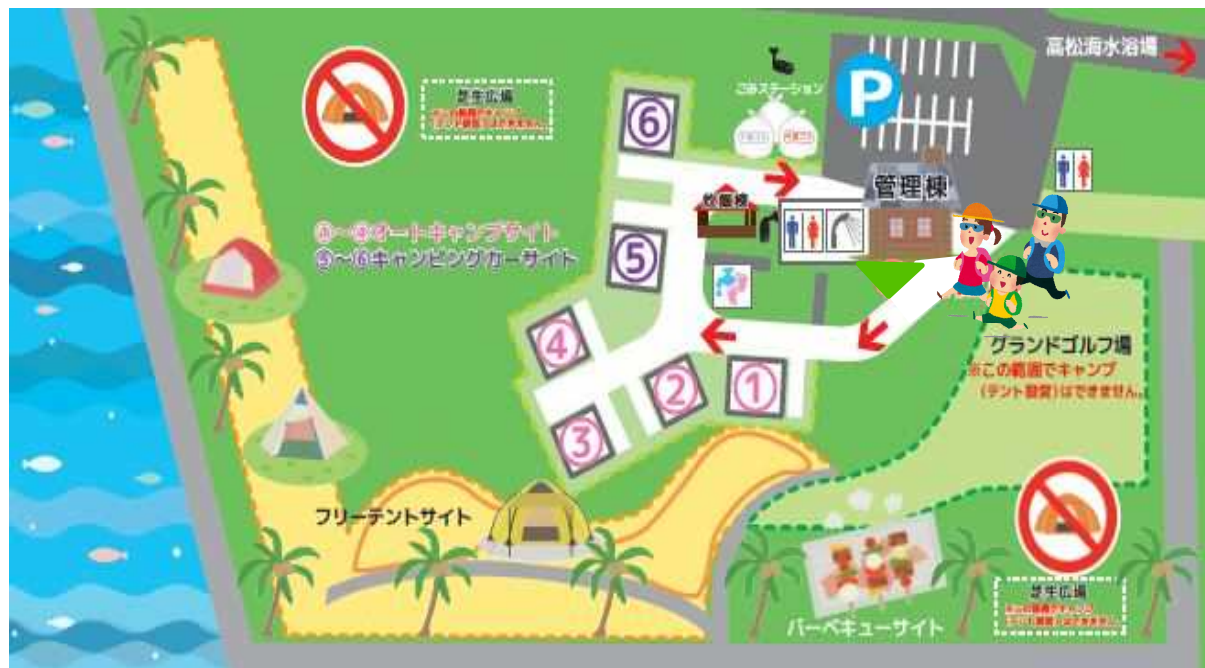 高松海水浴場
P
ごみステーション
芝生広場
⑥
管理棟
炊飯棟
①~④オートキャンプサイト
⑤~⑥キャンピングカーサイト
⑤
④
②
①
③
グランドゴルフ場
※この範囲でキャンプ
(テント設営)はできません。
フリーテントサイト
バーベキューサイト
芝生広場